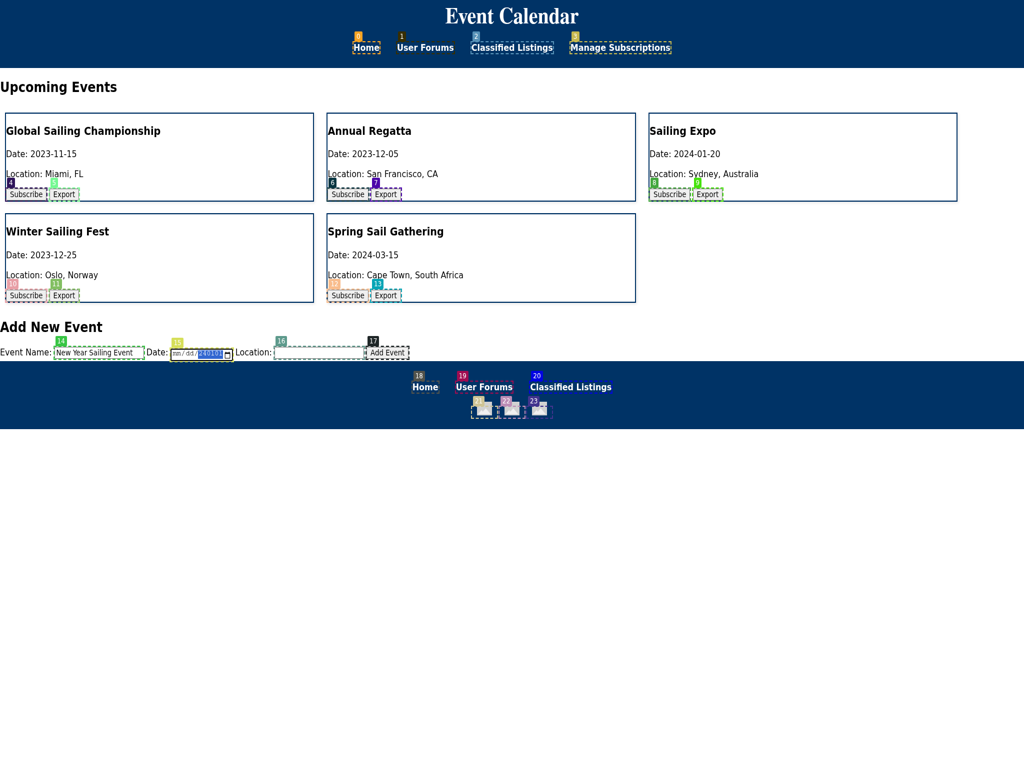 Event Calendar
0 1 2 3
Home User Forums Classified Listings Manage Subscriptions
Upcoming Events
Global Sailing Championship
Date: 2023-11-15
Location: Miami, FL
4 5
Subscribe Export
Annual Regatta
Date: 2023-12-05
Location: San Francisco, CA
6 7
Subscribe Export
Sailing Expo
Date: 2024-01-20
Location: Sydney, Australia
8 9
Subscribe Export
Winter Sailing Fest
Date: 2023-12-25
Location: Oslo, Norway
10 11
Subscribe Export
Spring Sail Gathering
Date: 2024-03-15
Location: Cape Town, South Africa
12 13
Subscribe Export
Add New Event
14 15 16 17
Event Name: New Year Sailing Event Date: mm/dd/240101 Location: Add Event
18 19 20
Home User Forums Classified Listings
21 22 23